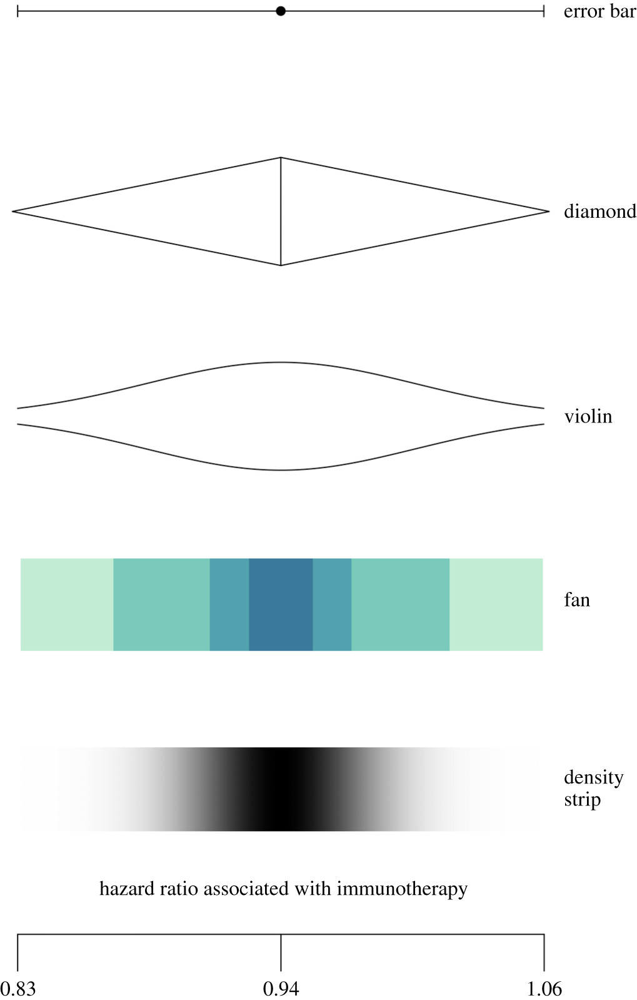 error bar
diamond
violin
fan
density
strip
hazard ratio associated with immunotherapy
0.83 0.94 1.06